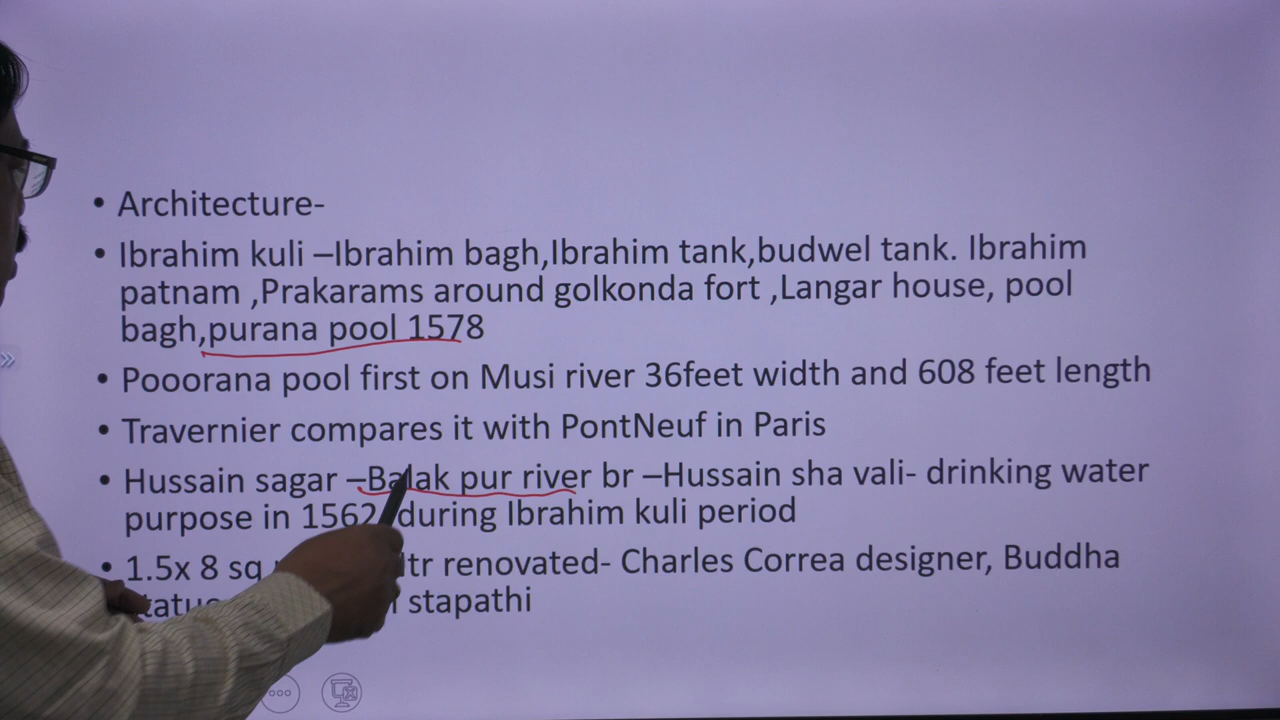 • Architecture-
• Ibrahim kuli –Ibrahim bagh,Ibrahim tank,budwel tank. Ibrahim
patnam ,Prakarams around golkonda fort ,Langar house, pool
bagh,purana pool 1578
• Pooorana pool first on Musi river 36feet width and 608 feet length
• Travernier compares it with PontNeuf in Paris
• Hussain sagar –Balak pur river br –Hussain sha vali- drinking water
purpose in 1562 during Ibrahim kuli period
• 1.5x 8 sq renovated- Charles Correa designer, Buddha
stapathi